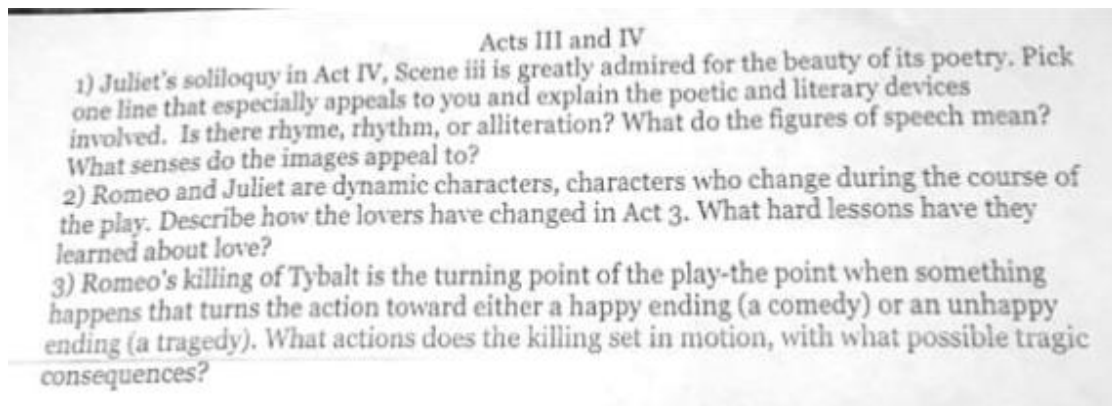 Acts III and IV
1) Juliet's soliloquy in Act IV, Scene iii is greatly admired for the beauty of its poetry. Pick
one line that especially appeals to you and explain the poetic and literary devices
involved. Is there rhyme, rhythm, or alliteration? What do the figures of speech mean?
What senses do the images appeal to?
2) Romeo and Juliet are dynamic characters, characters who change during the course of
the play. Describe how the lovers have changed in Act 3. What hard lessons have they
learned about love?
3) Romeo's killing of Tybalt is the turning point of the play-the point when something
happens that turns the action toward either a happy ending (a comedy) or an unhappy
ending (a tragedy). What actions does the killing set in motion, with what possible tragic
consequences?